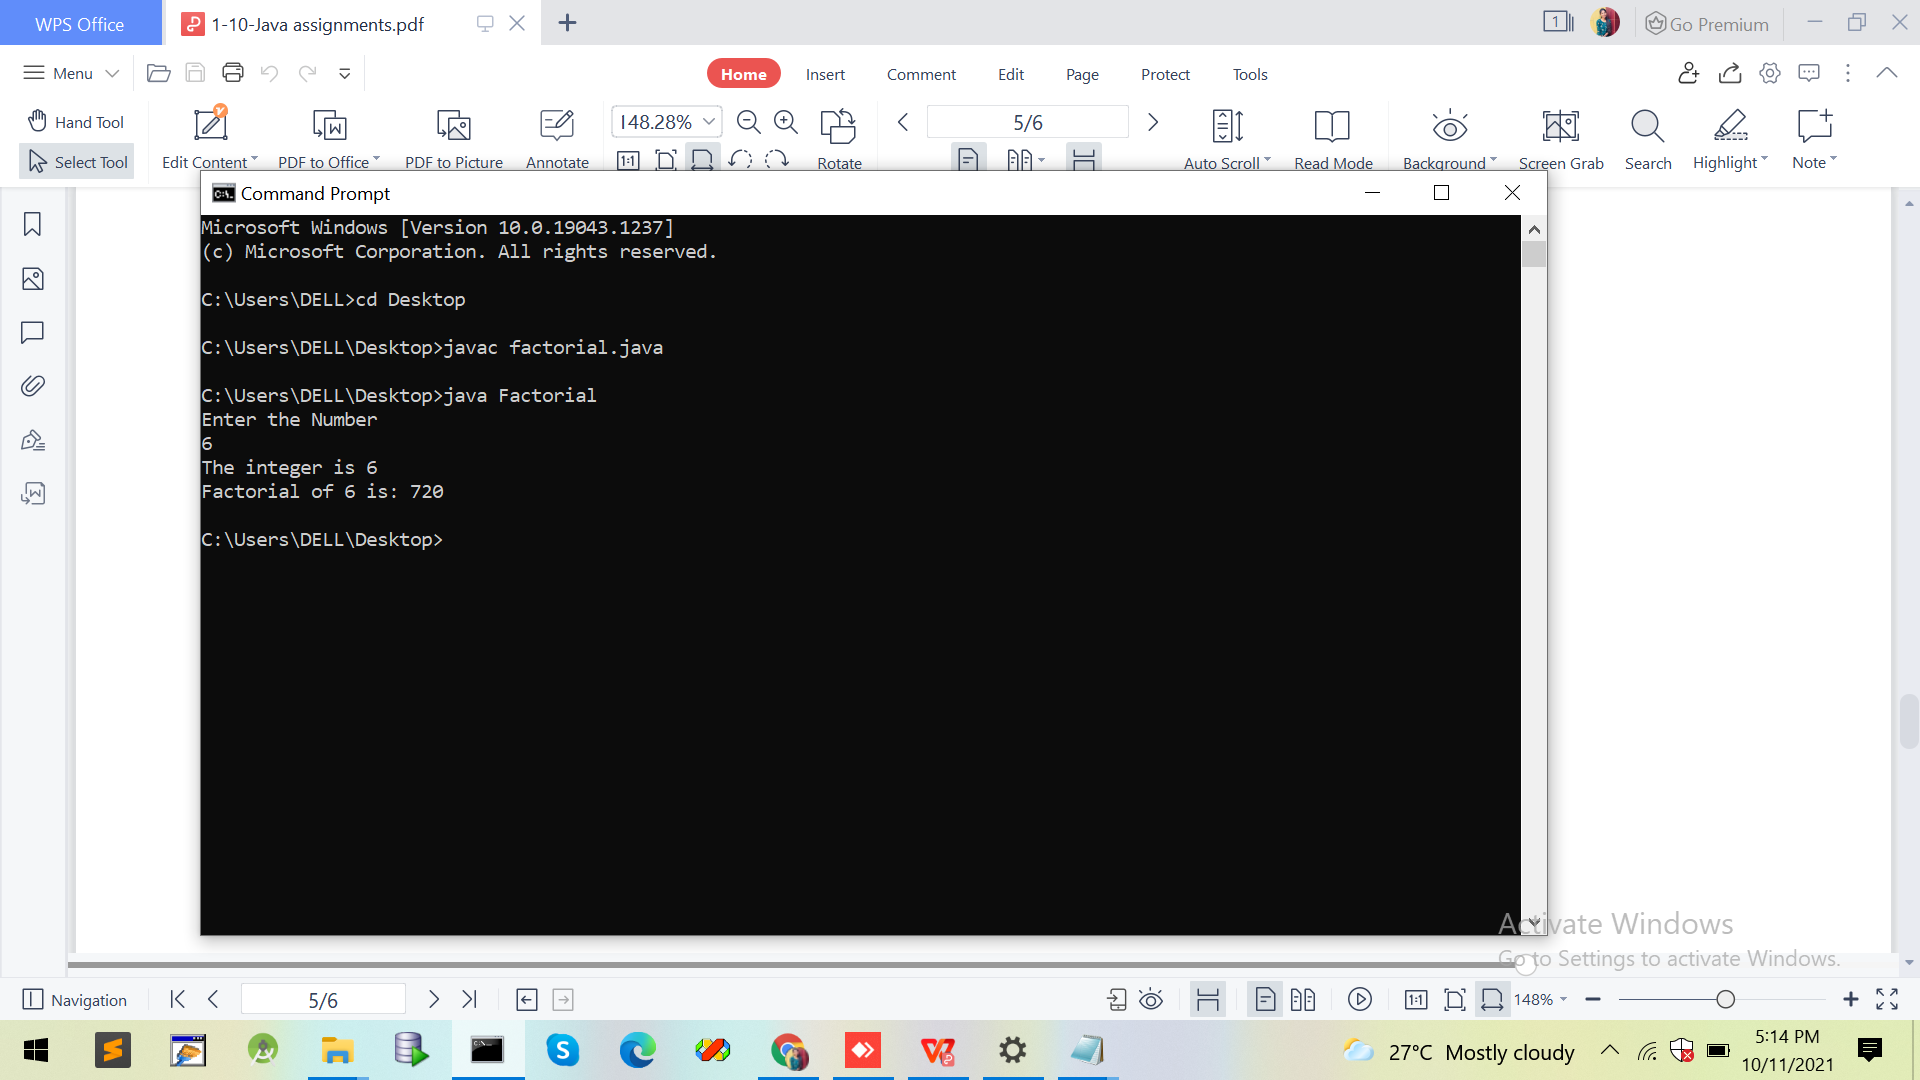 WPS Office
1-10-Java assignments.pdf
1
Go Premium
Menu
Home Insert Comment Edit Page Protect Tools
Hand Tool
Select Tool
Edit Content
PDF to Office
PDF to Picture
Annotate
148.28%
1:1
Rotate
5/6
Auto Scroll
Read Mode
Background
Screen Grab
Search
Highlight
Note
Command Prompt
Microsoft Windows [Version 10.0.19043.1237]
(c) Microsoft Corporation. All rights reserved.
C:\Users\DELL>cd Desktop
C:\Users\DELL\Desktop>javac factorial.java
C:\Users\DELL\Desktop>java Factorial
Enter the Number
6
The integer is 6
Factorial of 6 is: 720
C:\Users\DELL\Desktop>
Activate Windows
Go to Settings to activate Windows.
Navigation
5/6
1:1
148%
27°C Mostly cloudy
5:14 PM
10/11/2021